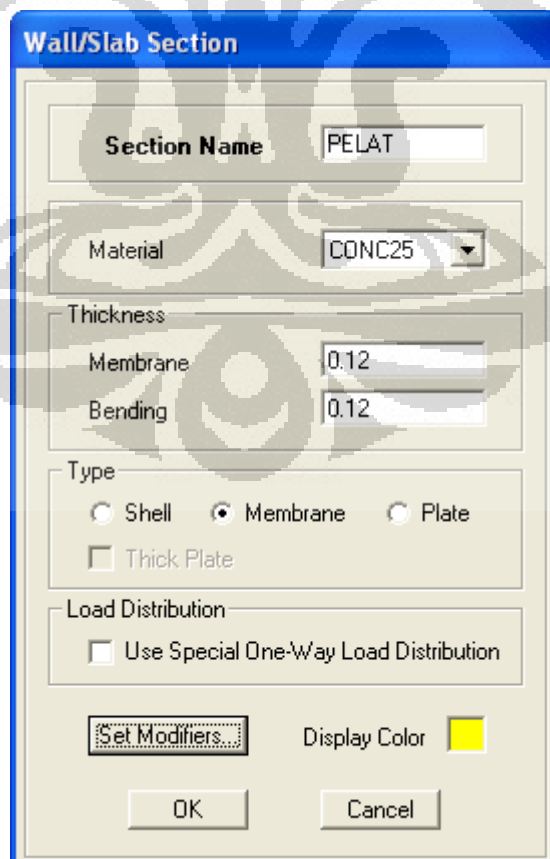 Wall/Slab Section
Section Name PELAT
Material CONC25
Thickness
Membrane 0.12
Bending 0.12
Type
Shell Membrane Plate
Thick Plate
Load Distribution
Use Special One-Way Load Distribution
Set Modifiers... Display Color
OK Cancel